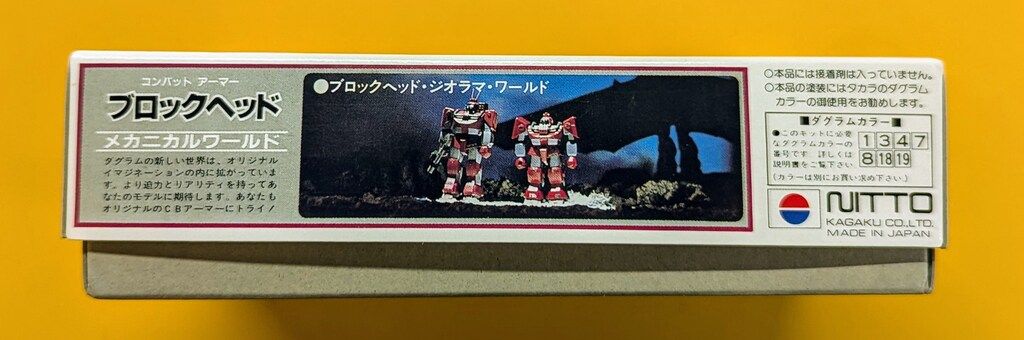 コンバット アーマー
ブロックヘッド
メカニカルワールド
ダグラムの新しい世界は、オリジナル
イマジネーションの内に拡がっていま
す。より迫力とリアリティを持ってあ
なたのモデルに期待します。あなたも
オリジナルのCBアーマーにトライ!
●ブロックヘッド・ジオラマ・ワールド
○本品には接着剤は入っていません。
○本品の塗装にはタカラのダグラム
カラーの御使用をお勧めします。
■ダグラムカラー■
●このキットに必要
なダグラムカラーの
番号です。詳しくは
説明書をご覧下さい
(カラーは別にお買い求め下さい。)
1 3 4 7
8 18 19
NITTO
KAGAKU CO.,LTD.
MADE IN JAPAN